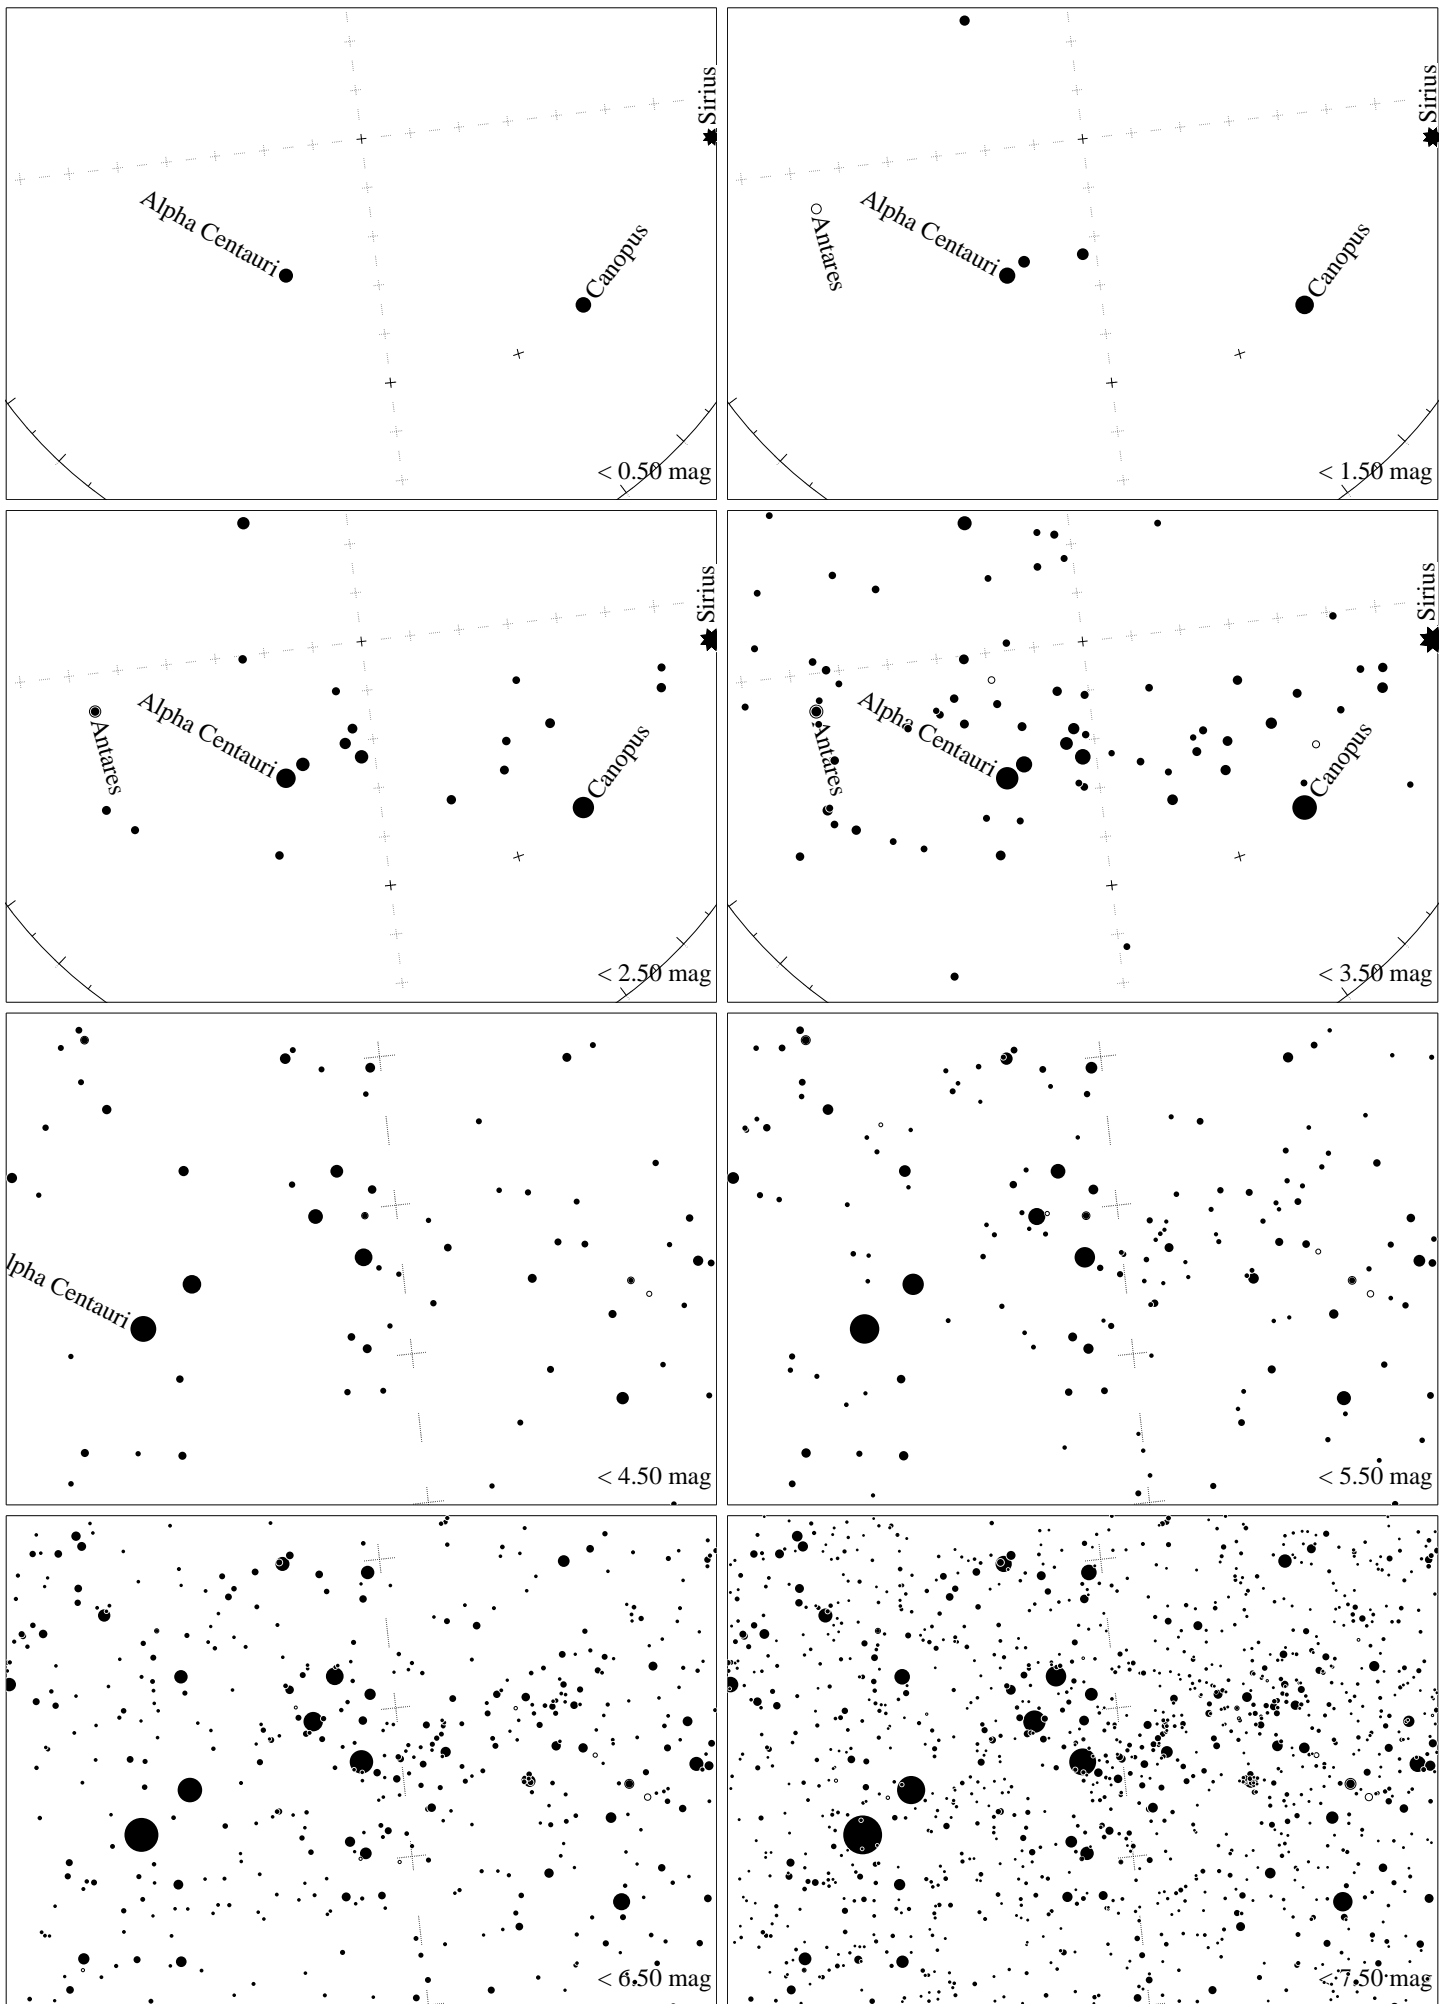 Sirius
Alpha Centauri
Canopus
< 0.50 mag
Sirius
Antares
Alpha Centauri
Canopus
< 1.50 mag
Sirius
Alpha Centauri
Antares
Canopus
< 2.50 mag
Sirius
Alpha Centauri
Antares
Canopus
< 3.50 mag
lpha Centauri
< 4.50 mag
< 5.50 mag
< 6.50 mag
< 7.50 mag